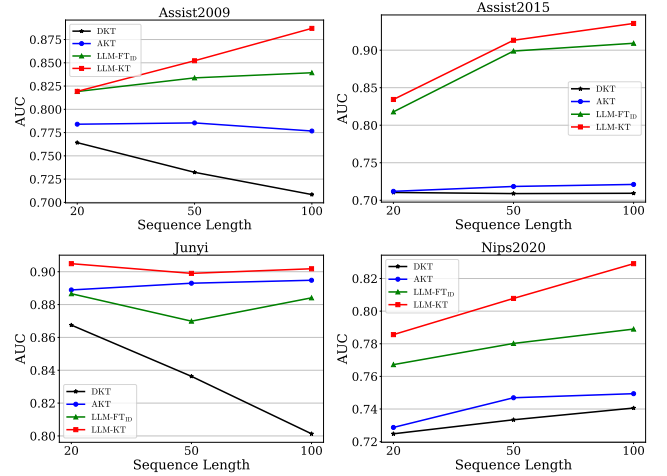 Assist2009
AUC
0.875
0.850
0.825
0.800
0.775
0.750
0.725
0.700
DKT
AKT
LLM-FT_ID
LLM-KT
20
50
100
Sequence Length
Assist2015
AUC
0.90
0.85
0.80
0.75
0.70
DKT
AKT
LLM-FT_ID
LLM-KT
20
50
100
Sequence Length
Junyi
AUC
0.90
0.88
0.86
0.84
0.82
0.80
DKT
AKT
LLM-FT_ID
LLM-KT
20
50
100
Sequence Length
Nips2020
AUC
0.82
0.80
0.78
0.76
0.74
0.72
DKT
AKT
LLM-FT_ID
LLM-KT
20
50
100
Sequence Length